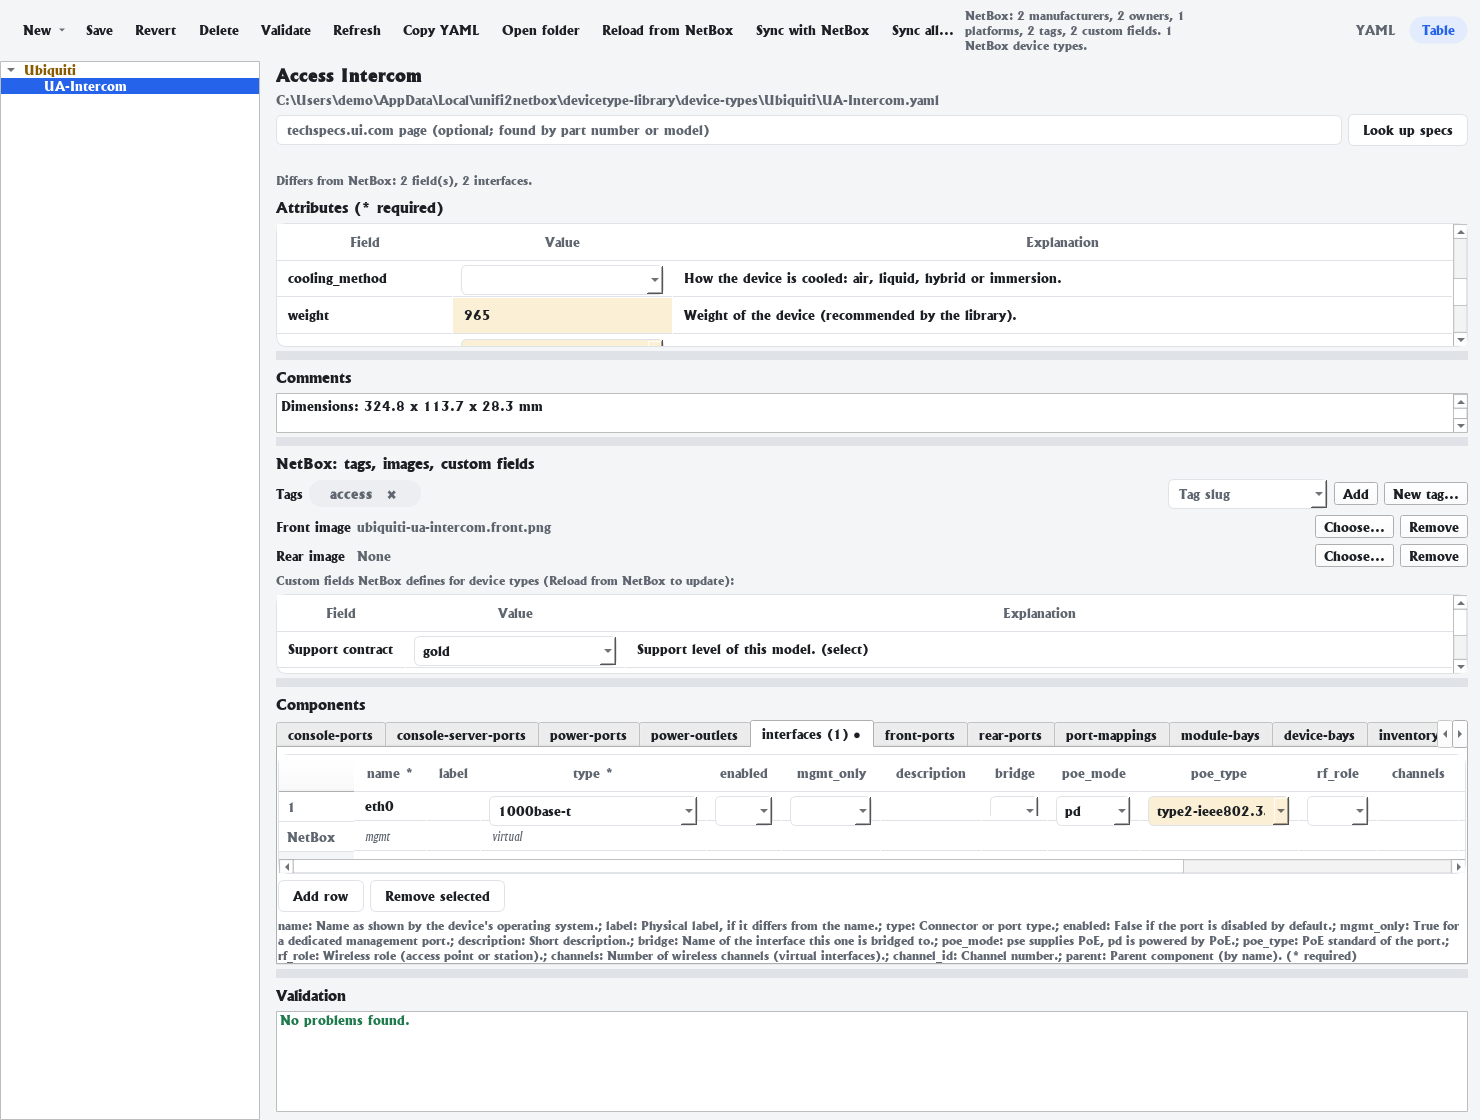 New Save Revert Delete Validate Refresh Copy YAML Open folder Reload from NetBox Sync with NetBox Sync all... NetBox: 2 manufacturers, 2 owners, 1
platforms, 2 tags, 2 custom fields. 1
NetBox device types.
YAML Table
Ubiquiti
UA-Intercom
Access Intercom
C:\Users\demo\AppData\Local\unifi2netbox\devicetype-library\device-types\Ubiquiti\UA-Intercom.yaml
techspecs.ui.com page (optional; found by part number or model) Look up specs
Differs from NetBox: 2 field(s), 2 interfaces.
Attributes (* required)
Field Value Explanation
cooling_method How the device is cooled: air, liquid, hybrid or immersion.
weight 965 Weight of the device (recommended by the library).
Comments
Dimensions: 324.8 x 113.7 x 28.3 mm
NetBox: tags, images, custom fields
Tags access ✖ Tag slug Add New tag...
Front image ubiquiti-ua-intercom.front.png Choose... Remove
Rear image None Choose... Remove
Custom fields NetBox defines for device types (Reload from NetBox to update):
Field Value Explanation
Support contract gold Support level of this model. (select)
Components
console-ports console-server-ports power-ports power-outlets interfaces (1) ● front-ports rear-ports port-mappings module-bays device-bays inventory
name * label type * enabled mgmt_only description bridge poe_mode poe_type rf_role channels
1 eth0 1000base-t pd type2-ieee802.3
NetBox mgmt virtual
Add row Remove selected
name: Name as shown by the device's operating system.; label: Physical label, if it differs from the name.; type: Connector or port type.; enabled: False if the port is disabled by default.; mgmt_only: True for
a dedicated management port.; description: Short description.; bridge: Name of the interface this one is bridged to.; poe_mode: pse supplies PoE, pd is powered by PoE.; poe_type: PoE standard of the port.;
rf_role: Wireless role (access point or station).; channels: Number of wireless channels (virtual interfaces).; channel_id: Channel number.; parent: Parent component (by name). (* required)
Validation
No problems found.